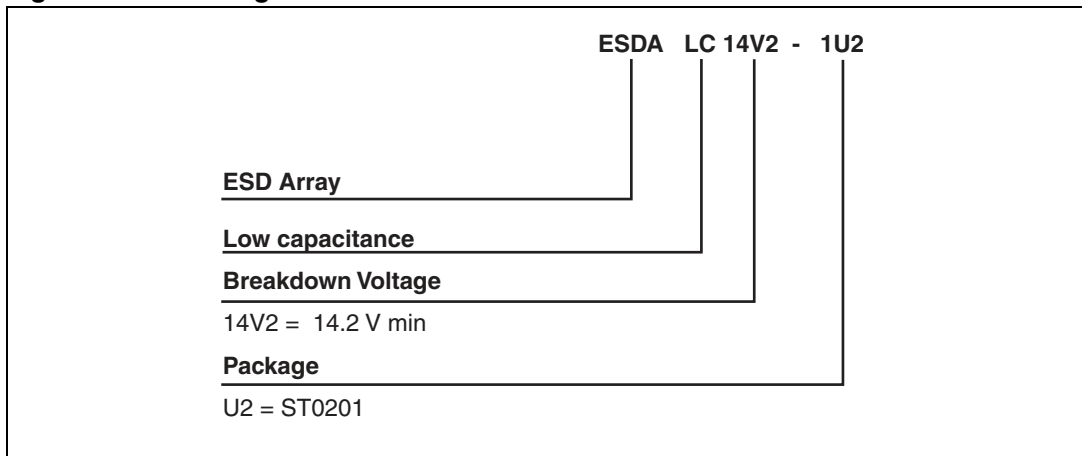 ESDA LC 14V2 - 1U2
ESD Array
Low capacitance
Breakdown Voltage
14V2 = 14.2 V min
Package
U2 = ST0201